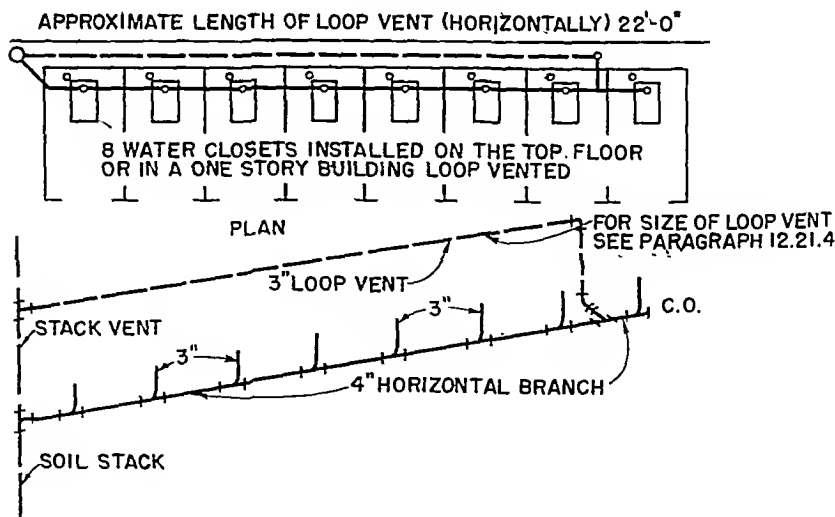 APPROXIMATE LENGTH OF LOOP VENT (HORIZONTALLY) 22'-0"
8 WATER CLOSETS INSTALLED ON THE TOP. FLOOR
OR IN A ONE STORY BUILDING LOOP VENTED
PLAN
FOR SIZE OF LOOP VENT
SEE PARAGRAPH 12.21.4
3" LOOP VENT
STACK VENT
3"
3"
C.O.
4" HORIZONTAL BRANCH
SOIL STACK